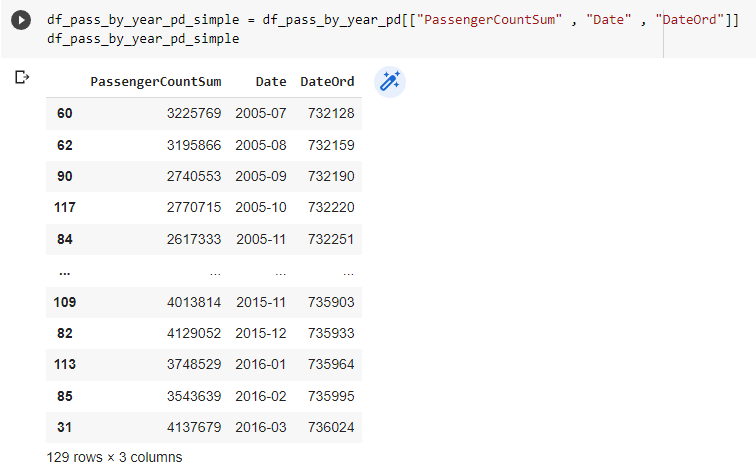 df_pass_by_year_pd_simple = df_pass_by_year_pd[["PassengerCountSum" , "Date" , "DateOrd"]]
df_pass_by_year_pd_simple
PassengerCountSum Date DateOrd
60 3225769 2005-07 732128
62 3195866 2005-08 732159
90 2740553 2005-09 732190
117 2770715 2005-10 732220
84 2617333 2005-11 732251
... ... ... ...
109 4013814 2015-11 735903
82 4129052 2015-12 735933
113 3748529 2016-01 735964
85 3543639 2016-02 735995
31 4137679 2016-03 736024
129 rows × 3 columns